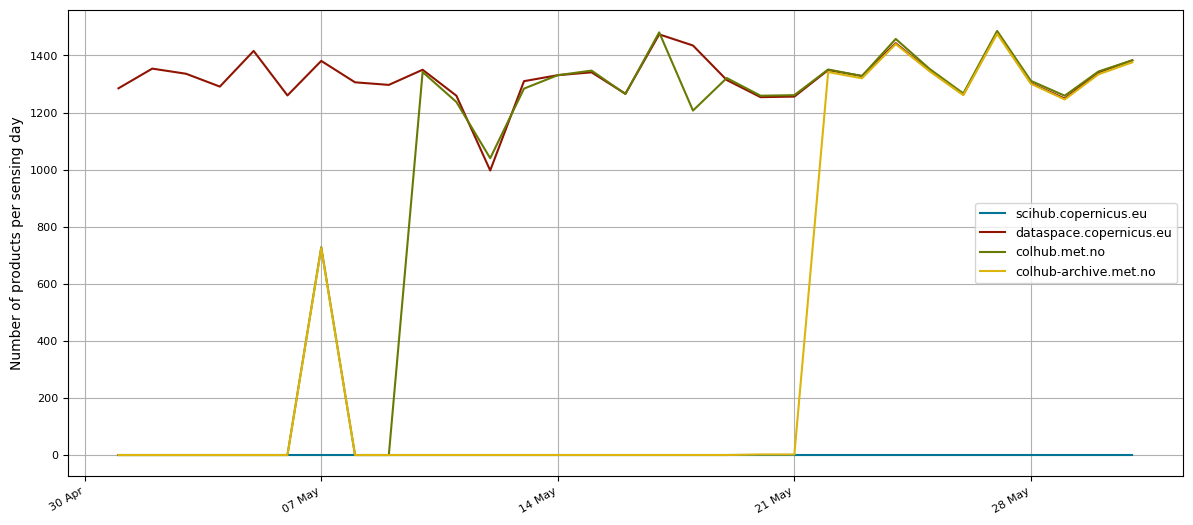 Number of products per sensing day
1400
1200
1000
800
600
400
200
0
30 Apr
07 May
14 May
21 May
28 May
scihub.copernicus.eu
dataspace.copernicus.eu
colhub.met.no
colhub-archive.met.no